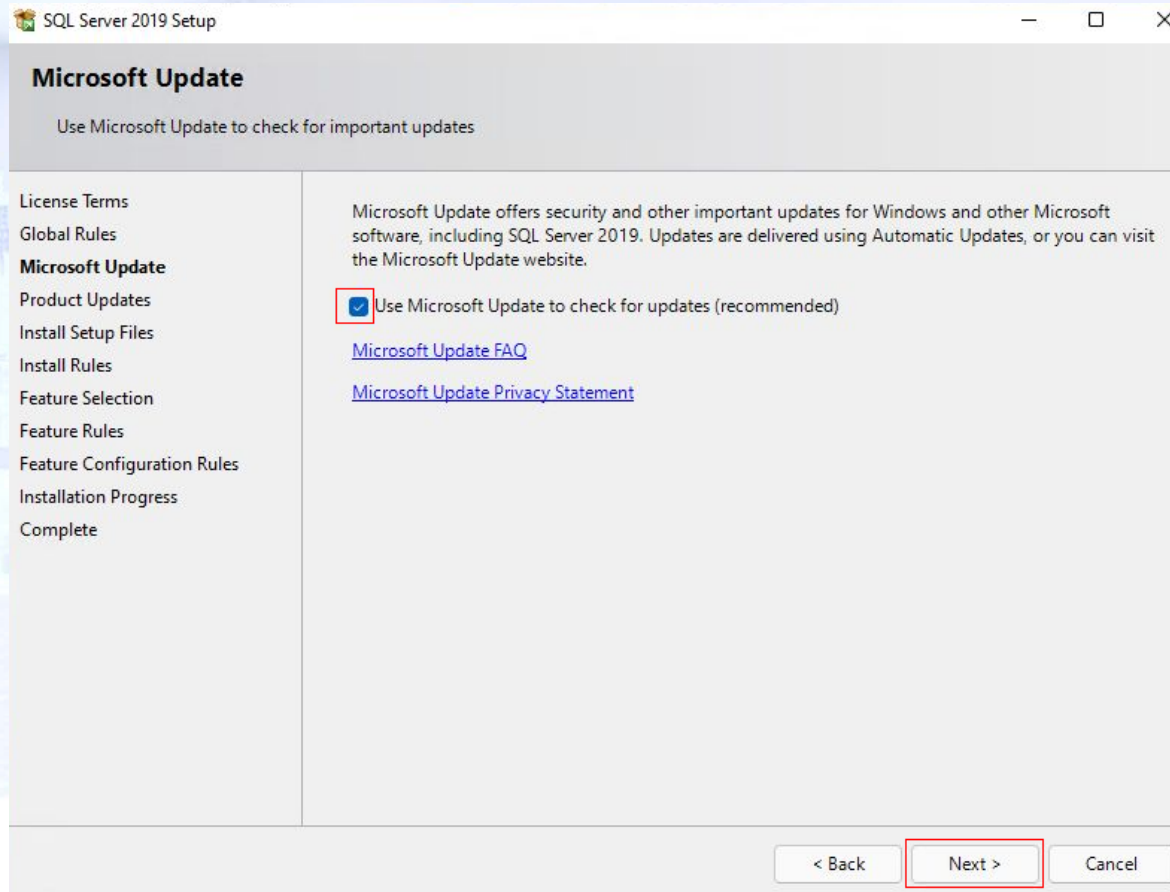 SQL Server 2019 Setup
Microsoft Update
Use Microsoft Update to check for important updates
License Terms
Global Rules
Microsoft Update
Product Updates
Install Setup Files
Install Rules
Feature Selection
Feature Rules
Feature Configuration Rules
Installation Progress
Complete
Microsoft Update offers security and other important updates for Windows and other Microsoft
software, including SQL Server 2019. Updates are delivered using Automatic Updates, or you can visit
the Microsoft Update website.
Use Microsoft Update to check for updates (recommended)
Microsoft Update FAQ
Microsoft Update Privacy Statement
< Back
Next >
Cancel